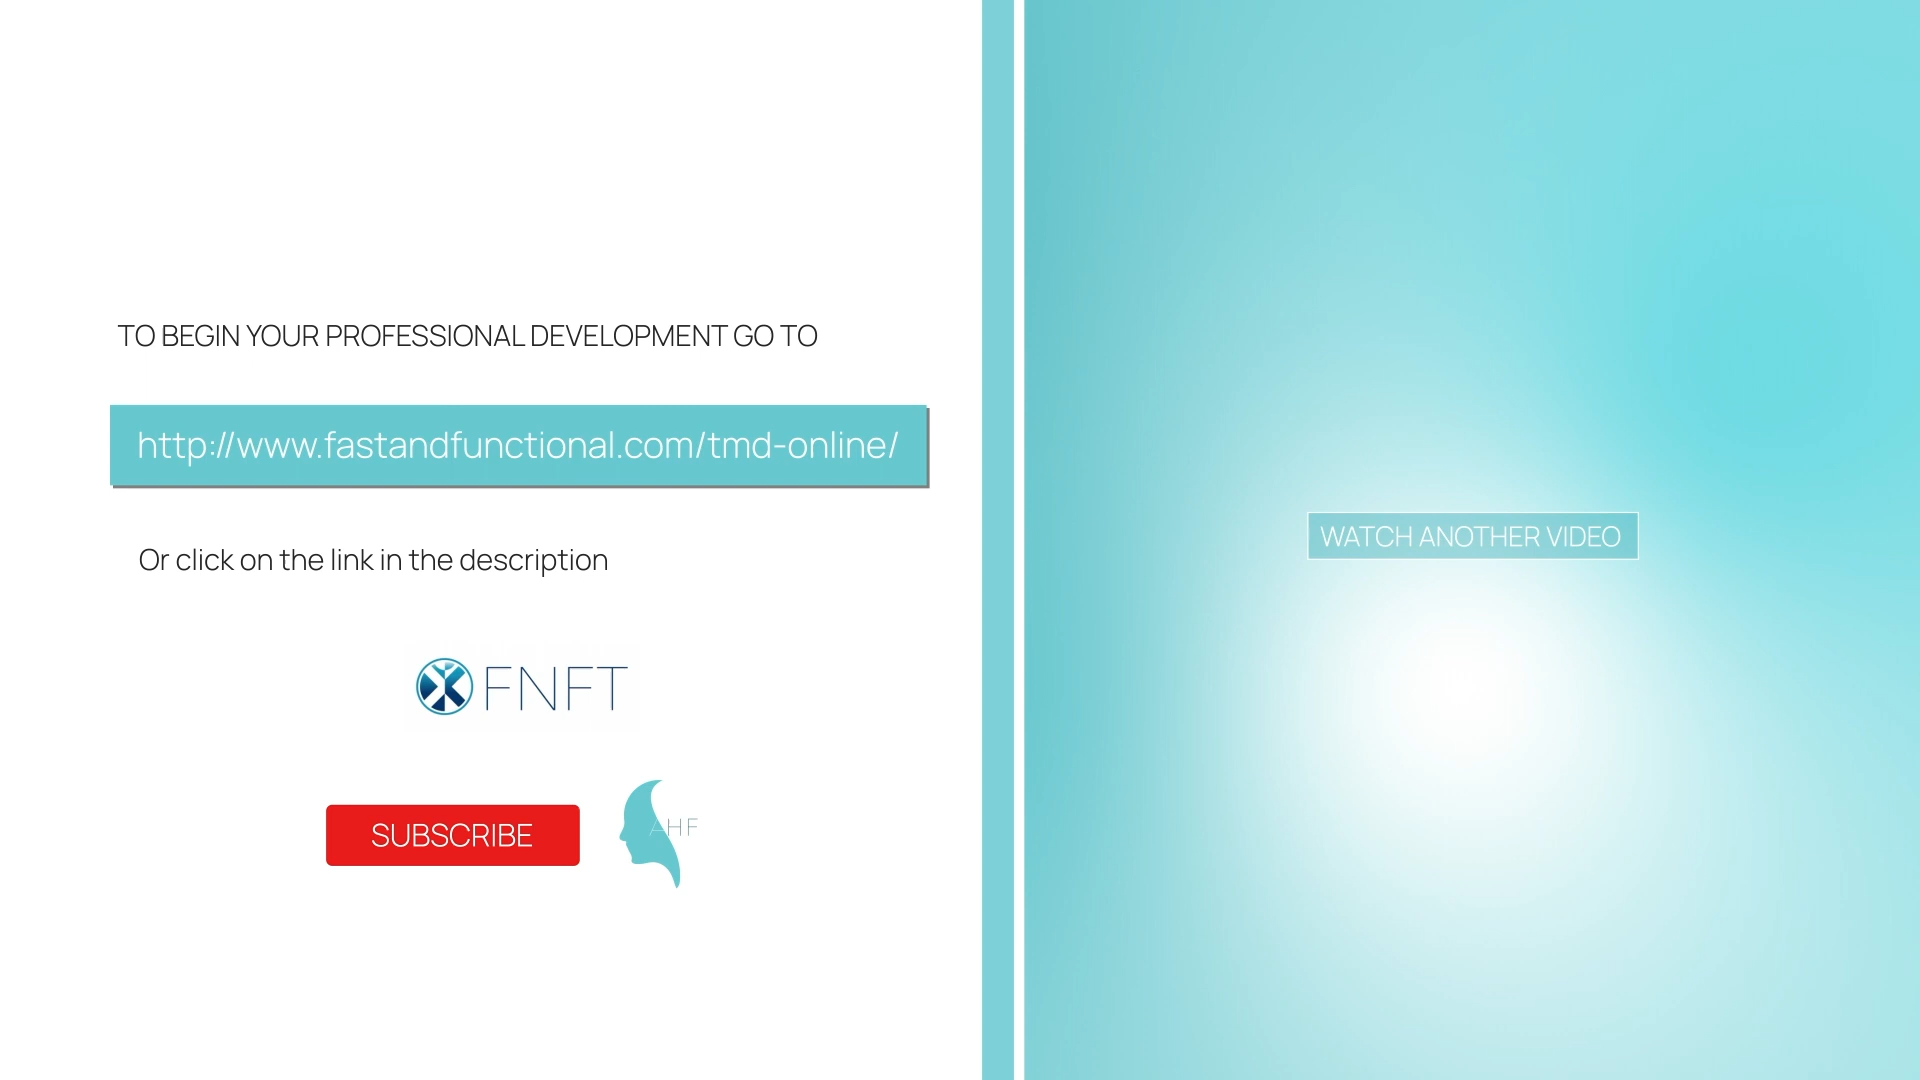 TO BEGIN YOUR PROFESSIONAL DEVELOPMENT GO TO
http://www.fastandfunctional.com/tmd-online/
Or click on the link in the description
FNFT
SUBSCRIBE
AHF
WATCH ANOTHER VIDEO